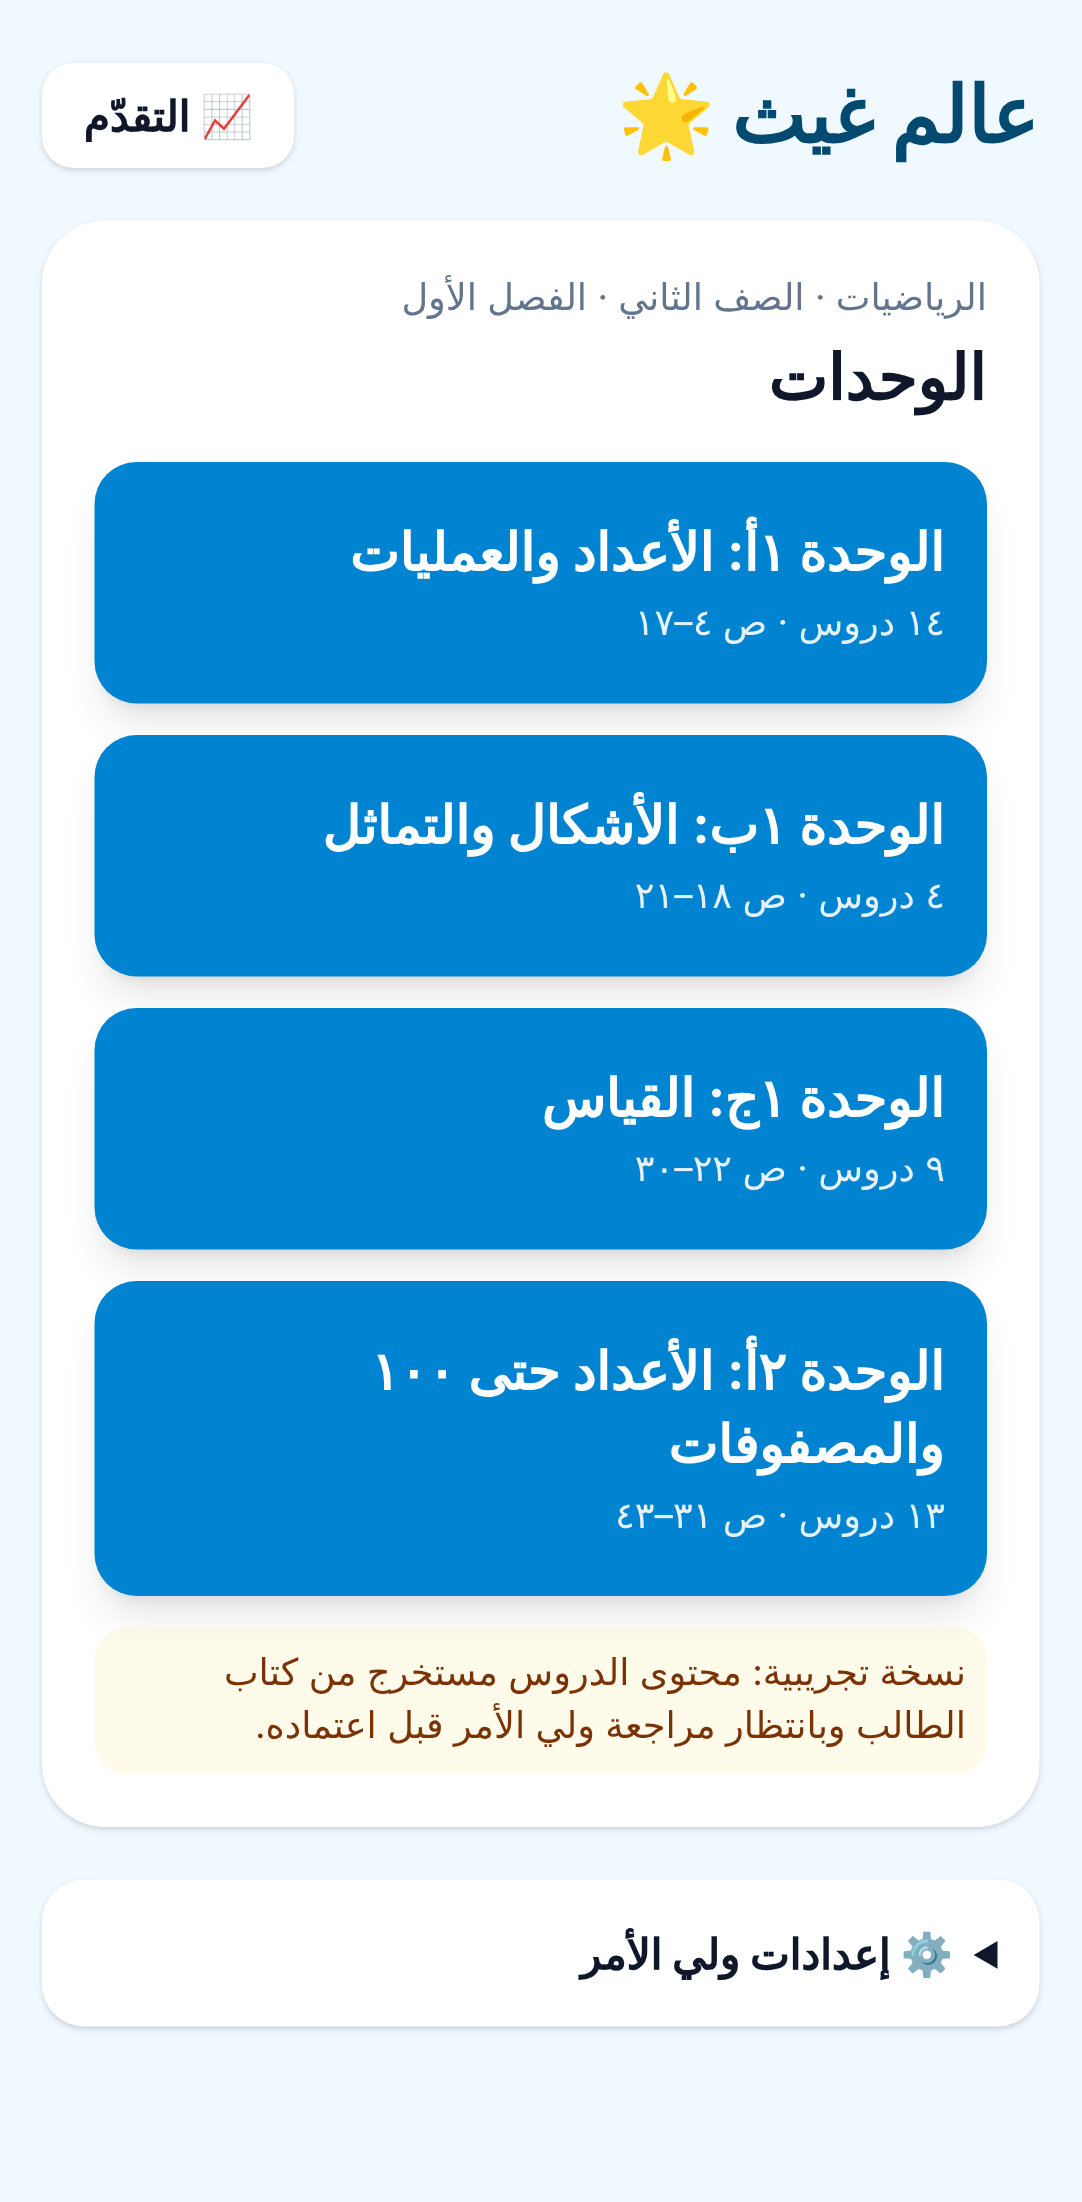 عالم غيث 🌟
📈 التقدّم
الرياضيات · الصف الثاني · الفصل الأول
الوحدات
الوحدة ١أ: الأعداد والعمليات
١٤ دروس · ص ٤–١٧
الوحدة ١ب: الأشكال والتماثل
٤ دروس · ص ١٨–٢١
الوحدة ١ج: القياس
٩ دروس · ص ٢٢–٣٠
الوحدة ٢أ: الأعداد حتى ١٠٠
والمصفوفات
١٣ دروس · ص ٣١–٤٣
نسخة تجريبية: محتوى الدروس مستخرج من كتاب
الطالب وبانتظار مراجعة ولي الأمر قبل اعتماده.
⚙️ إعدادات ولي الأمر